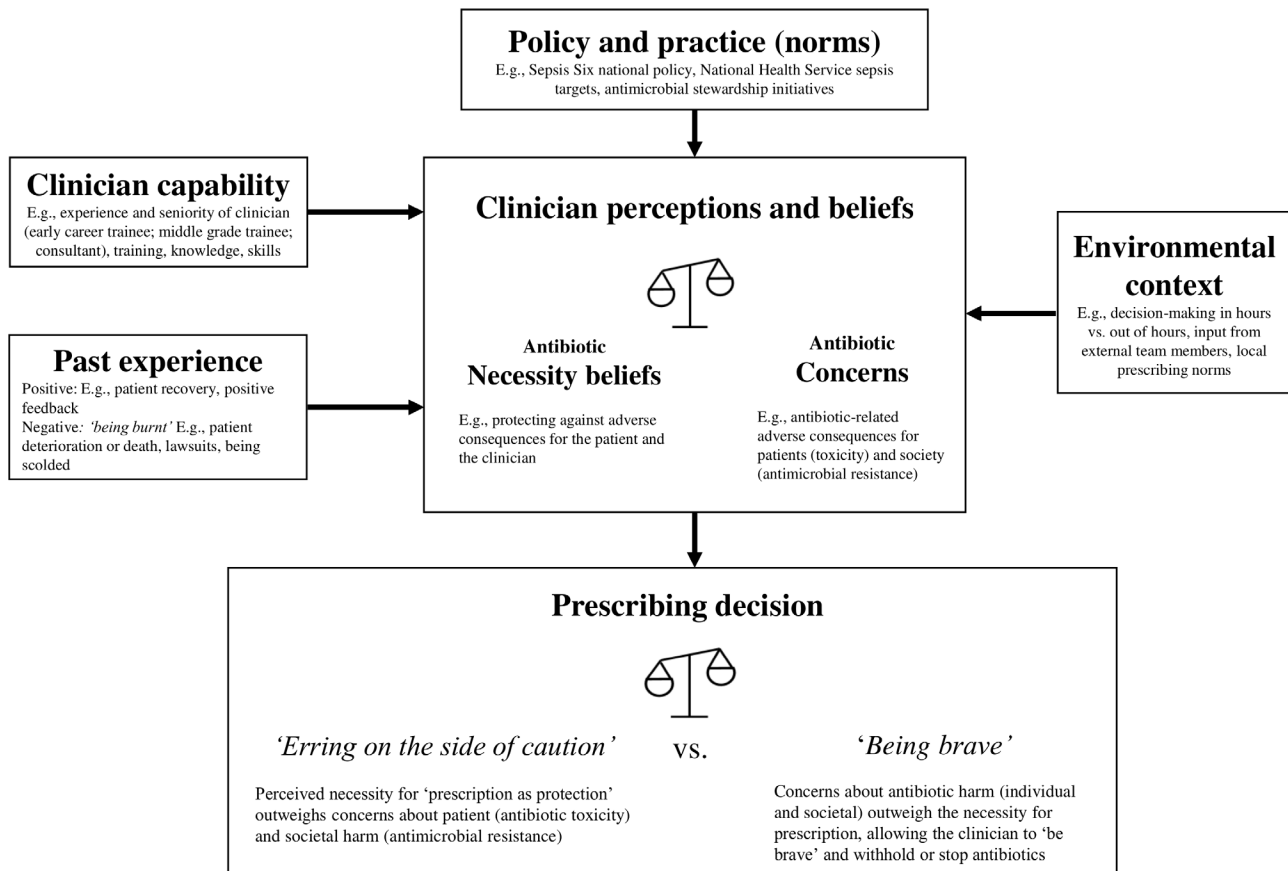 Policy and practice (norms)
E.g., Sepsis Six national policy, National Health Service sepsis
targets, antimicrobial stewardship initiatives
Clinician capability
E.g., experience and seniority of clinician
(early career trainee; middle grade trainee;
consultant), training, knowledge, skills
Past experience
Positive: E.g., patient recovery, positive
feedback
Negative: ‘being burnt’ E.g., patient
deterioration or death, lawsuits, being
scolded
Clinician perceptions and beliefs
Antibiotic
Necessity beliefs
E.g., protecting against adverse
consequences for the patient and
the clinician
Antibiotic
Concerns
E.g., antibiotic-related
adverse consequences for
patients (toxicity) and society
(antimicrobial resistance)
Environmental
context
E.g., decision-making in hours
vs. out of hours, input from
external team members, local
prescribing norms
Prescribing decision
‘Erring on the side of caution’
vs.
‘Being brave’
Perceived necessity for ‘prescription as protection’
outweighs concerns about patient (antibiotic toxicity)
and societal harm (antimicrobial resistance)
Concerns about antibiotic harm (individual
and societal) outweigh the necessity for
prescription, allowing the clinician to ‘be
brave’ and withhold or stop antibiotics